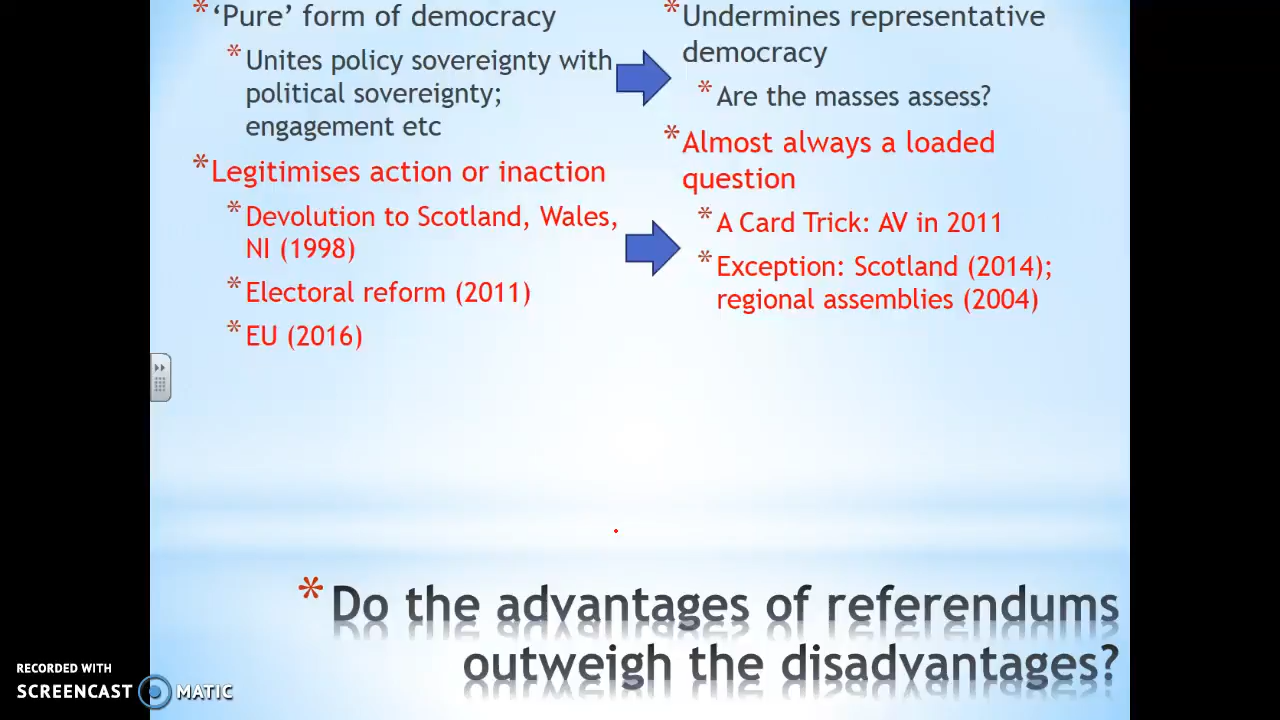 * 'Pure' form of democracy
* Unites policy sovereignty with
political sovereignty;
engagement etc
* Legitimises action or inaction
* Devolution to Scotland, Wales,
NI (1998)
* Electoral reform (2011)
* EU (2016)
* Undermines representative
democracy
* Are the masses assess?
* Almost always a loaded
question
* A Card Trick: AV in 2011
* Exception: Scotland (2014);
regional assemblies (2004)
* Do the advantages of referendums
outweigh the disadvantages?
RECORDED WITH
SCREENCAST MATIC